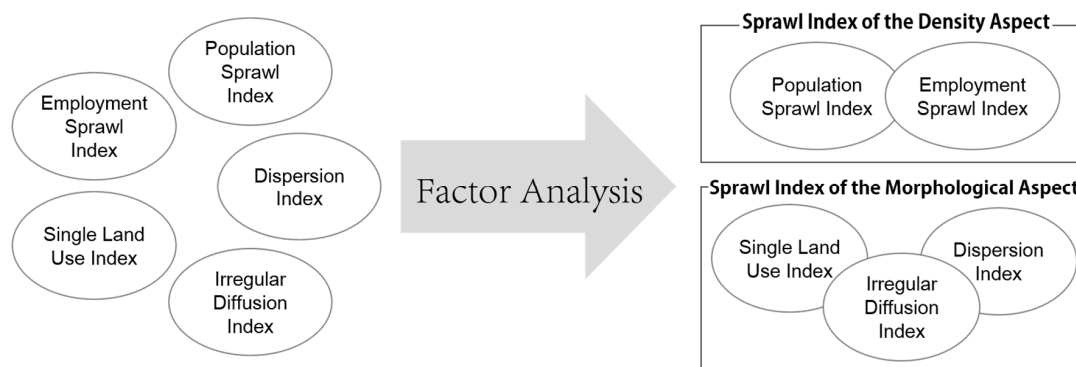 Population
Sprawl
Index
Employment
Sprawl
Index
Dispersion
Index
Single Land
Use Index
Irregular
Diffusion
Index
Factor Analysis
Sprawl Index of the Density Aspect
Population
Sprawl Index
Employment
Sprawl Index
Sprawl Index of the Morphological Aspect
Single Land
Use Index
Dispersion
Index
Irregular
Diffusion
Index